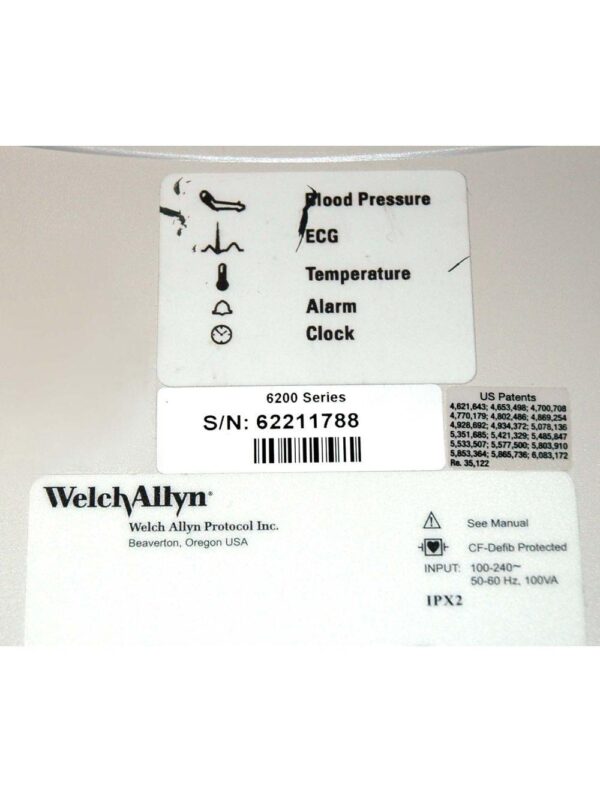 Blood Pressure
ECG
Temperature
Alarm
Clock
6200 Series
S/N: 62211788
US Patents
4,621,643; 4,653,498; 4,700,708
4,770,179; 4,802,486; 4,869,254
4,928,692; 4,934,372; 5,078,136
5,351,685; 5,421,329; 5,485,847
5,533,507; 5,577,500; 5,803,910
5,853,364; 5,865,736; 6,083,172
Re. 35,122
WelchAllyn®
Welch Allyn Protocol Inc.
Beaverton, Oregon USA
See Manual
CF-Defib Protected
INPUT: 100-240~
50-60 Hz, 100VA
IPX2